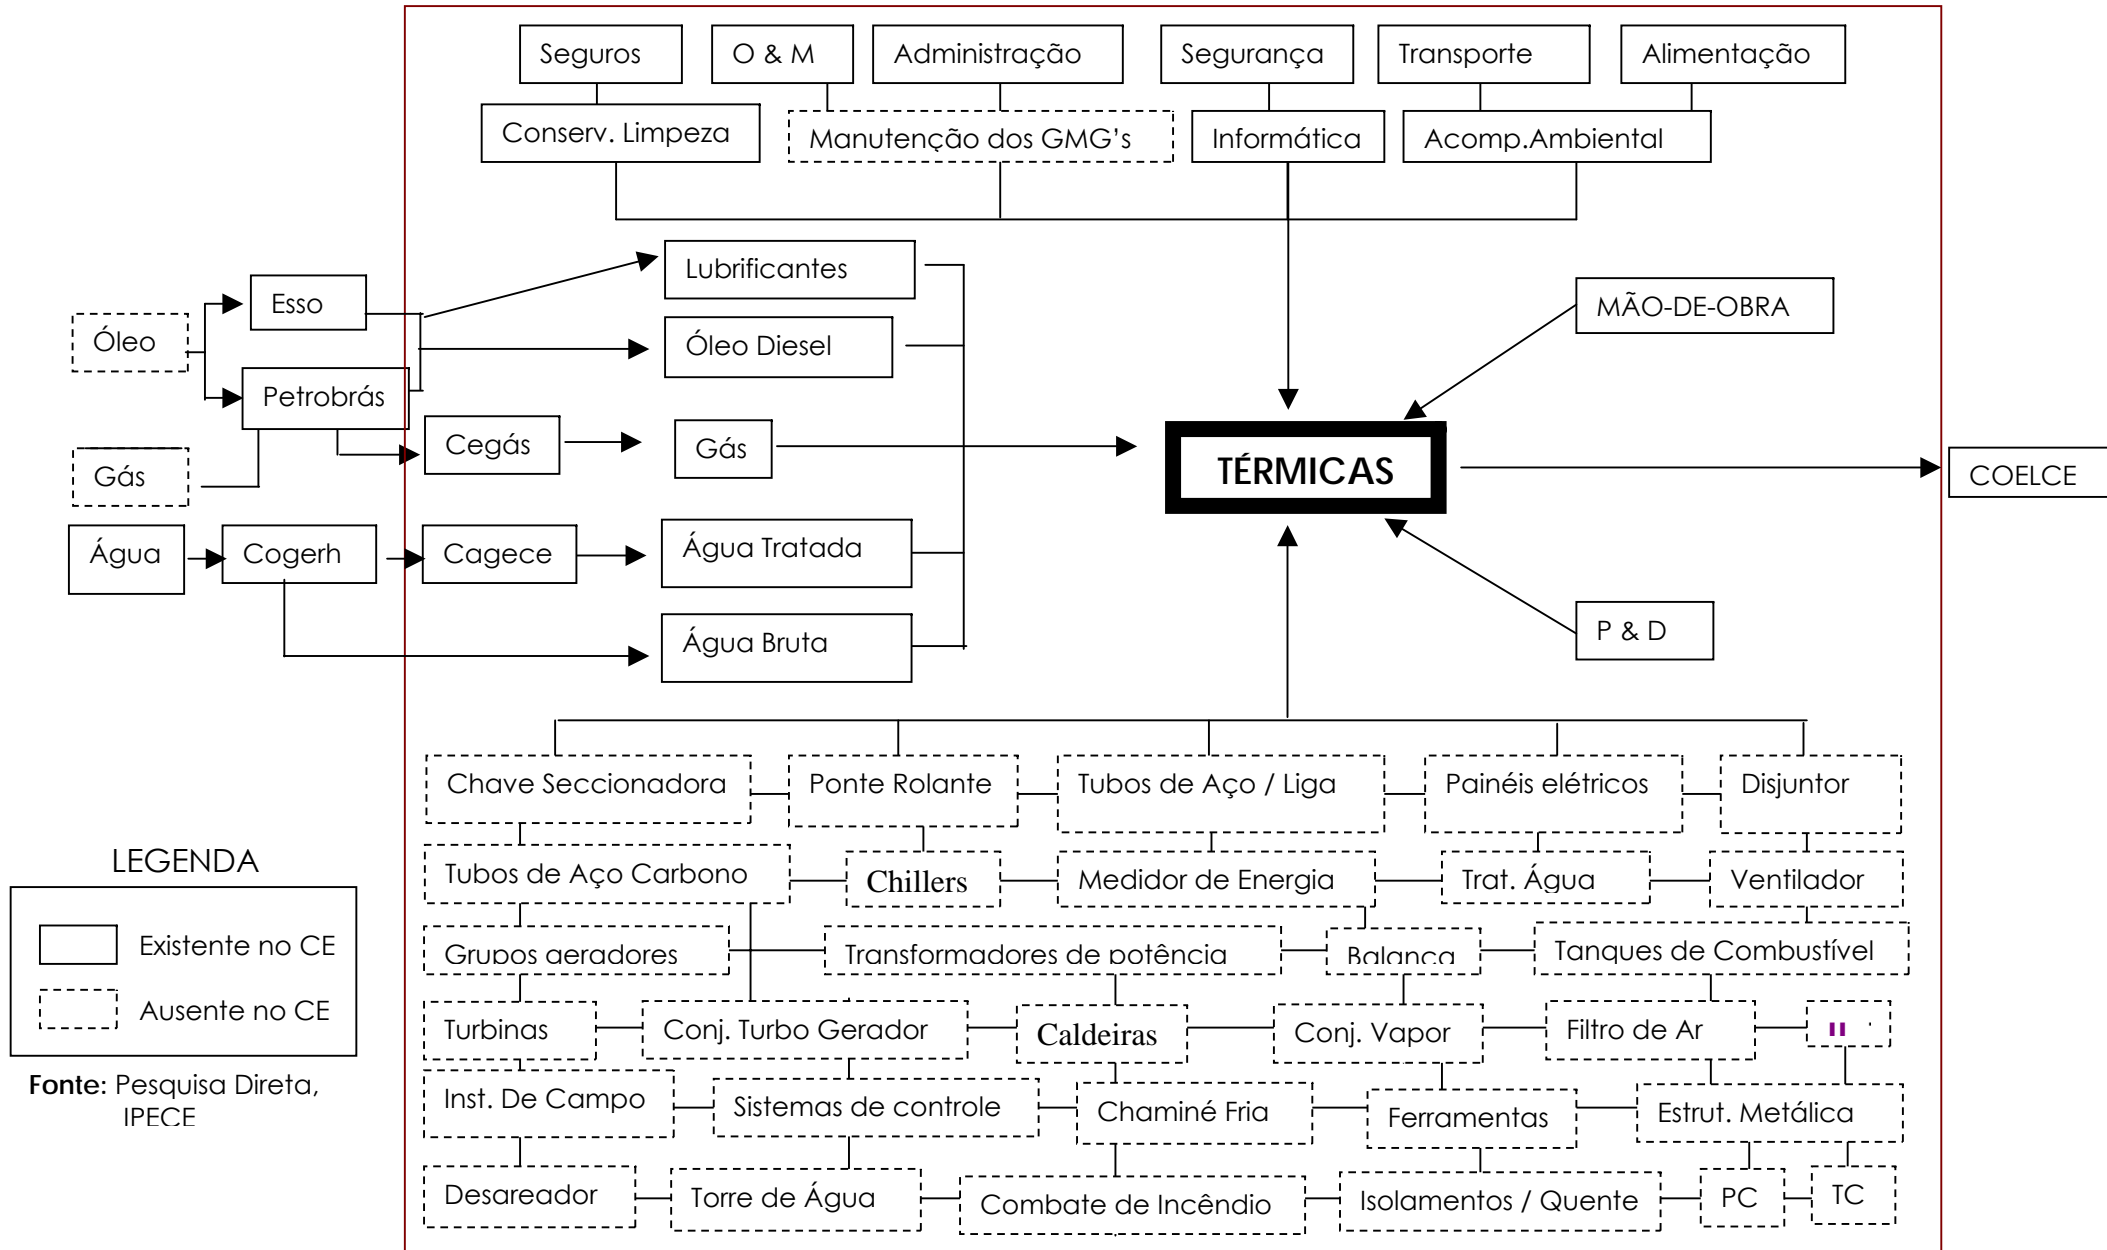 Seguros
O & M
Administração
Segurança
Transporte
Alimentação
Conserv. Limpeza
Manutenção dos GMG's
Informática
Acomp.Ambiental
Lubrificantes
Esso
MÃO-DE-OBRA
Óleo
Óleo Diesel
Petrobrás
Cegás
Gás
TÉRMICAS
Gás
COELCE
Água
Cogerh
Cagece
Água Tratada
Água Bruta
P & D
Chave Seccionadora
Ponte Rolante
Tubos de Aço / Liga
Painéis elétricos
Disjuntor
LEGENDA
Tubos de Aço Carbono
Chillers
Medidor de Energia
Trat. Água
Ventilador
Existente no CE
Grupos geradores
Transformadores de potência
Balança
Tanques de Combustível
Ausente no CE
Turbinas
Conj. Turbo Gerador
Caldeiras
Conj. Vapor
Filtro de Ar
Fonte: Pesquisa Direta,
IPECE
Inst. De Campo
Sistemas de controle
Chaminé Fria
Ferramentas
Estrut. Metálica
Desareador
Torre de Água
Combate de Incêndio
Isolamentos / Quente
PC
TC